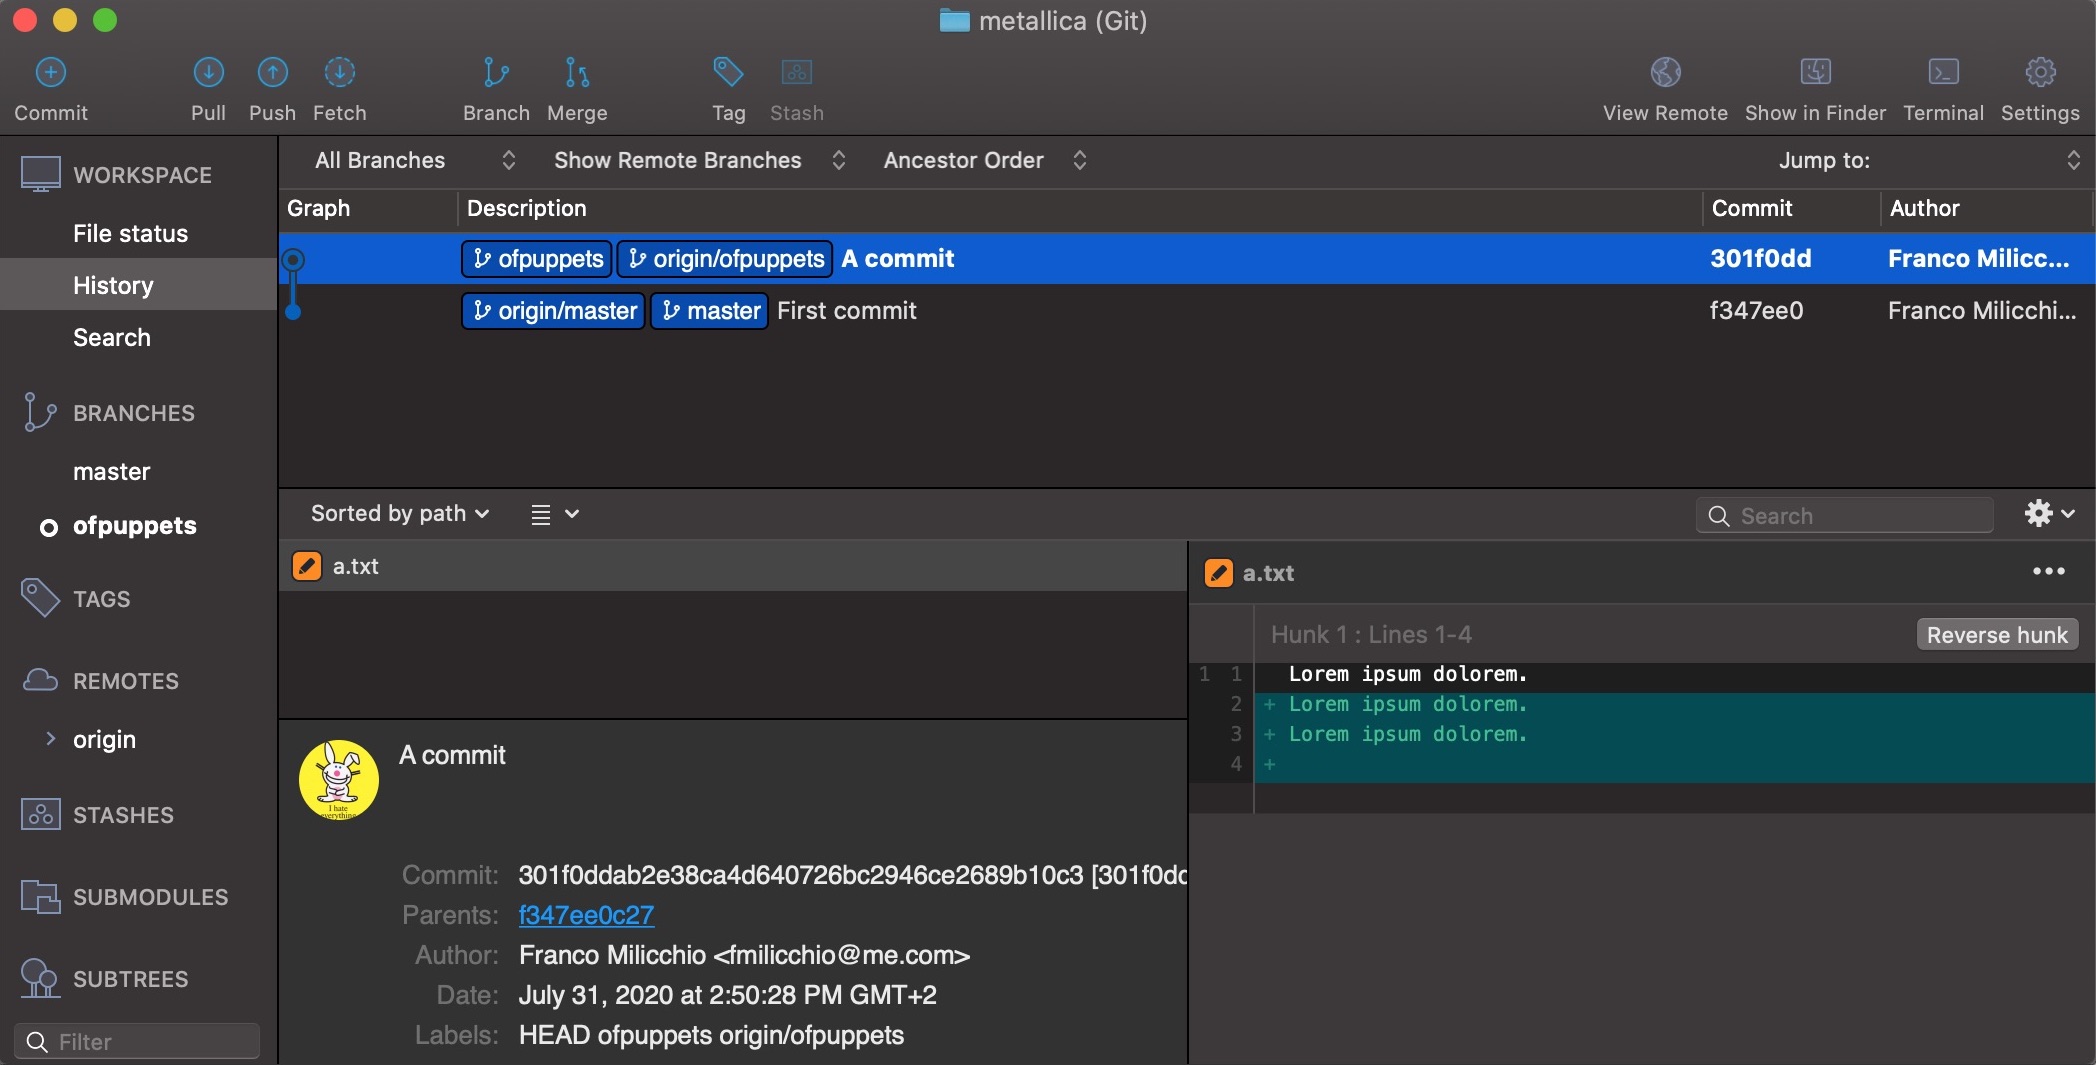 metallica (Git)
Commit Pull Push Fetch Branch Merge Tag Stash View Remote Show in Finder Terminal Settings
WORKSPACE
File status
History
Search
BRANCHES
master
ofpuppets
TAGS
REMOTES
origin
STASHES
SUBMODULES
SUBTREES
Filter
All Branches Show Remote Branches Ancestor Order Jump to:
Graph Description Commit Author
ofpuppets origin/ofpuppets A commit 301f0dd Franco Milicc...
origin/master master First commit f347ee0 Franco Milicchi...
Sorted by path Search
a.txt
A commit
I hate
everything
Commit: 301f0ddab2e38ca4d640726bc2946ce2689b10c3 [301f0dd
Parents: f347ee0c27
Author: Franco Milicchio <fmilicchio@me.com>
Date: July 31, 2020 at 2:50:28 PM GMT+2
Labels: HEAD ofpuppets origin/ofpuppets
a.txt
Hunk 1 : Lines 1-4 Reverse hunk
1 1 Lorem ipsum dolorem.
2 + Lorem ipsum dolorem.
3 + Lorem ipsum dolorem.
4 +